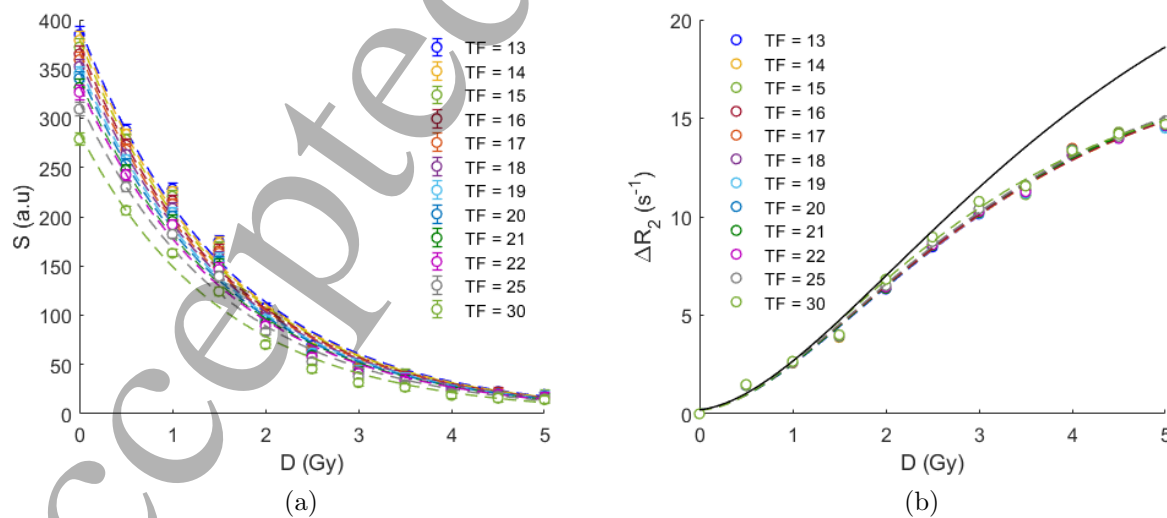 400
350
300
250
200
150
100
50
0
S (a.u)
0 1 2 3 4 5
D (Gy)
TF = 13
TF = 14
TF = 15
TF = 16
TF = 17
TF = 18
TF = 19
TF = 20
TF = 21
TF = 22
TF = 25
TF = 30
(a)
20
15
10
5
0
ΔR₂ (s⁻¹)
0 1 2 3 4 5
D (Gy)
TF = 13
TF = 14
TF = 15
TF = 16
TF = 17
TF = 18
TF = 19
TF = 20
TF = 21
TF = 22
TF = 25
TF = 30
(b)
ccepted